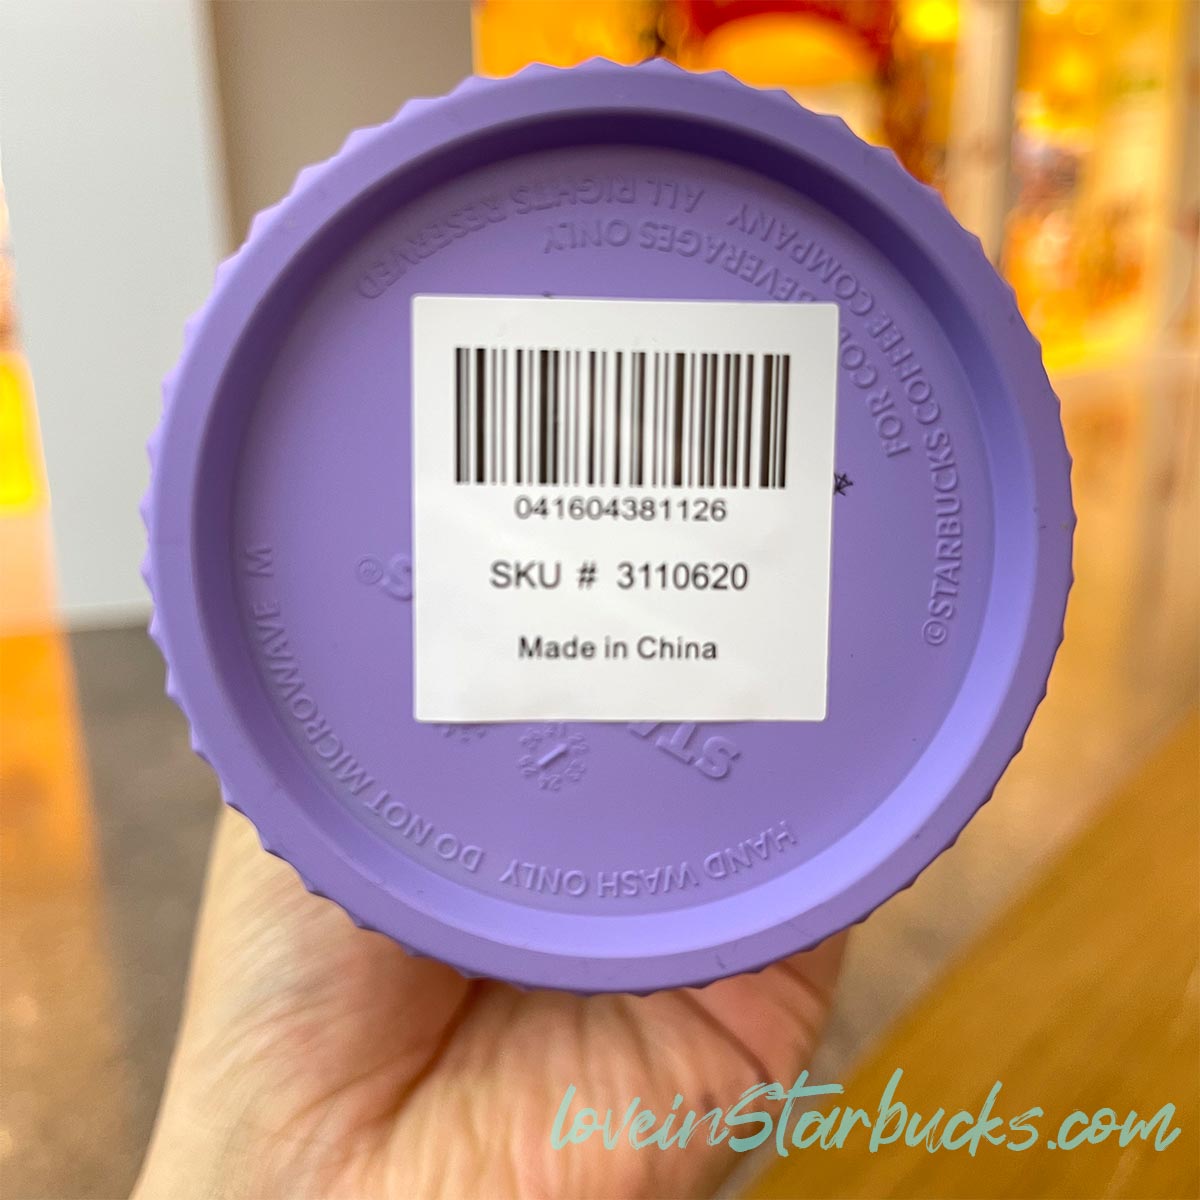 ©STARBUCKS COFFEE COMPANY ALL RIGHTS RESERVED
FOR BEVERAGES ONLY
041604381126
SKU # 3110620
Made in China
STA
S®
HAND WASH ONLY DO NOT MICROWAVE W
loveinStarbucks.com